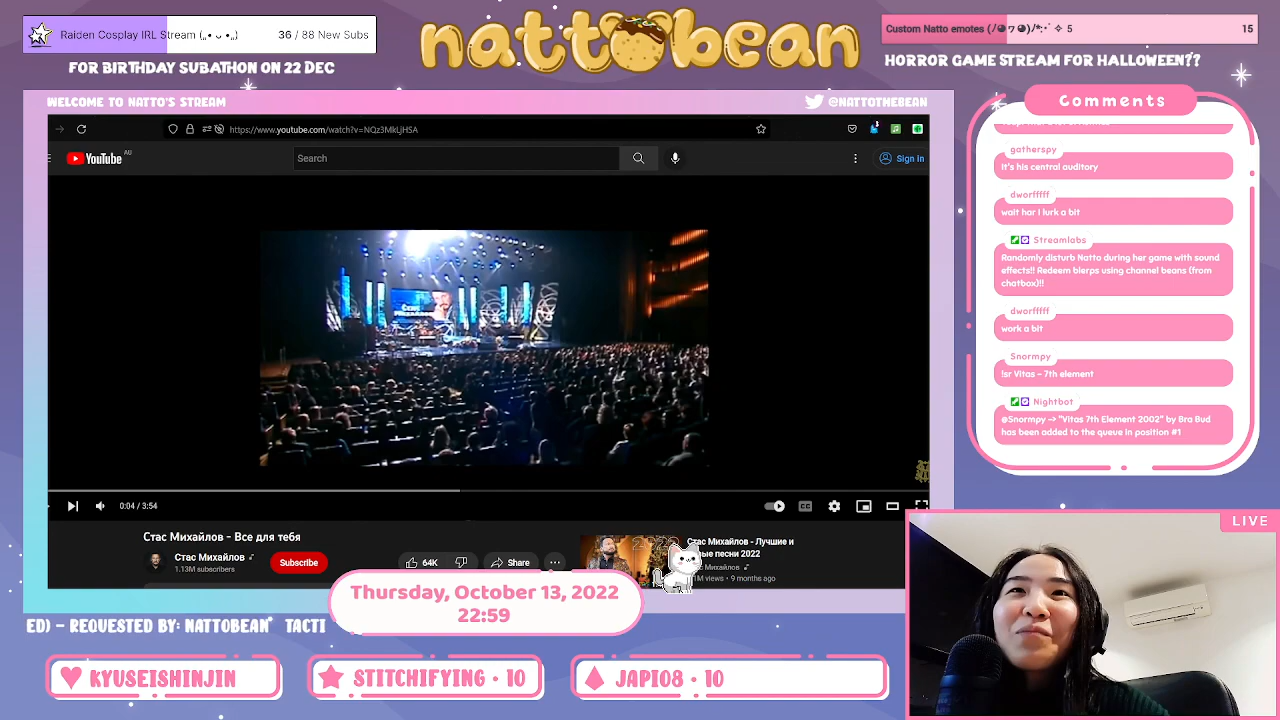 Raiden Cosplay IRL Stream
36 / 88 New Subs
FOR BIRTHDAY SUBATHON ON 22 DEC
nattobean
Custom Natto emotes 5
15
HORROR GAME STREAM FOR HALLOWEEN??
WELCOME TO NATTO'S STREAM
@NATTOTHEBEAN
https://www.youtube.com/watch?v=NQz3MkLjHSA
YouTube AU
Search
Sign in
0:04 / 3:54
CC
Стас Михайлов - Все для тебя
Стас Михайлов
1.13M subscribers
Subscribe
64K
Share
Стас Михайлов - Лучшие и
песни 2022
views • 9 months ago
Thursday, October 13, 2022
22:59
ED) - REQUESTED BY: NATTOBEAN* TACTI
KYUSEISHINJIN
STITCHIFYING • 10
JAPI08 • 10
Comments
gatherspy
It's his central auditory
dworfffff
wait har I lurk a bit
Streamlabs
Randomly disturb Natto during her game with sound
effects!! Redeem blerps using channel beans (from
chatbox)!!
dworfffff
work a bit
Snormpy
!sr Vitas - 7th element
Nightbot
@Snormpy -> "Vitas 7th Element 2002" by Bra Bud
has been added to the queue in position #1
LIVE